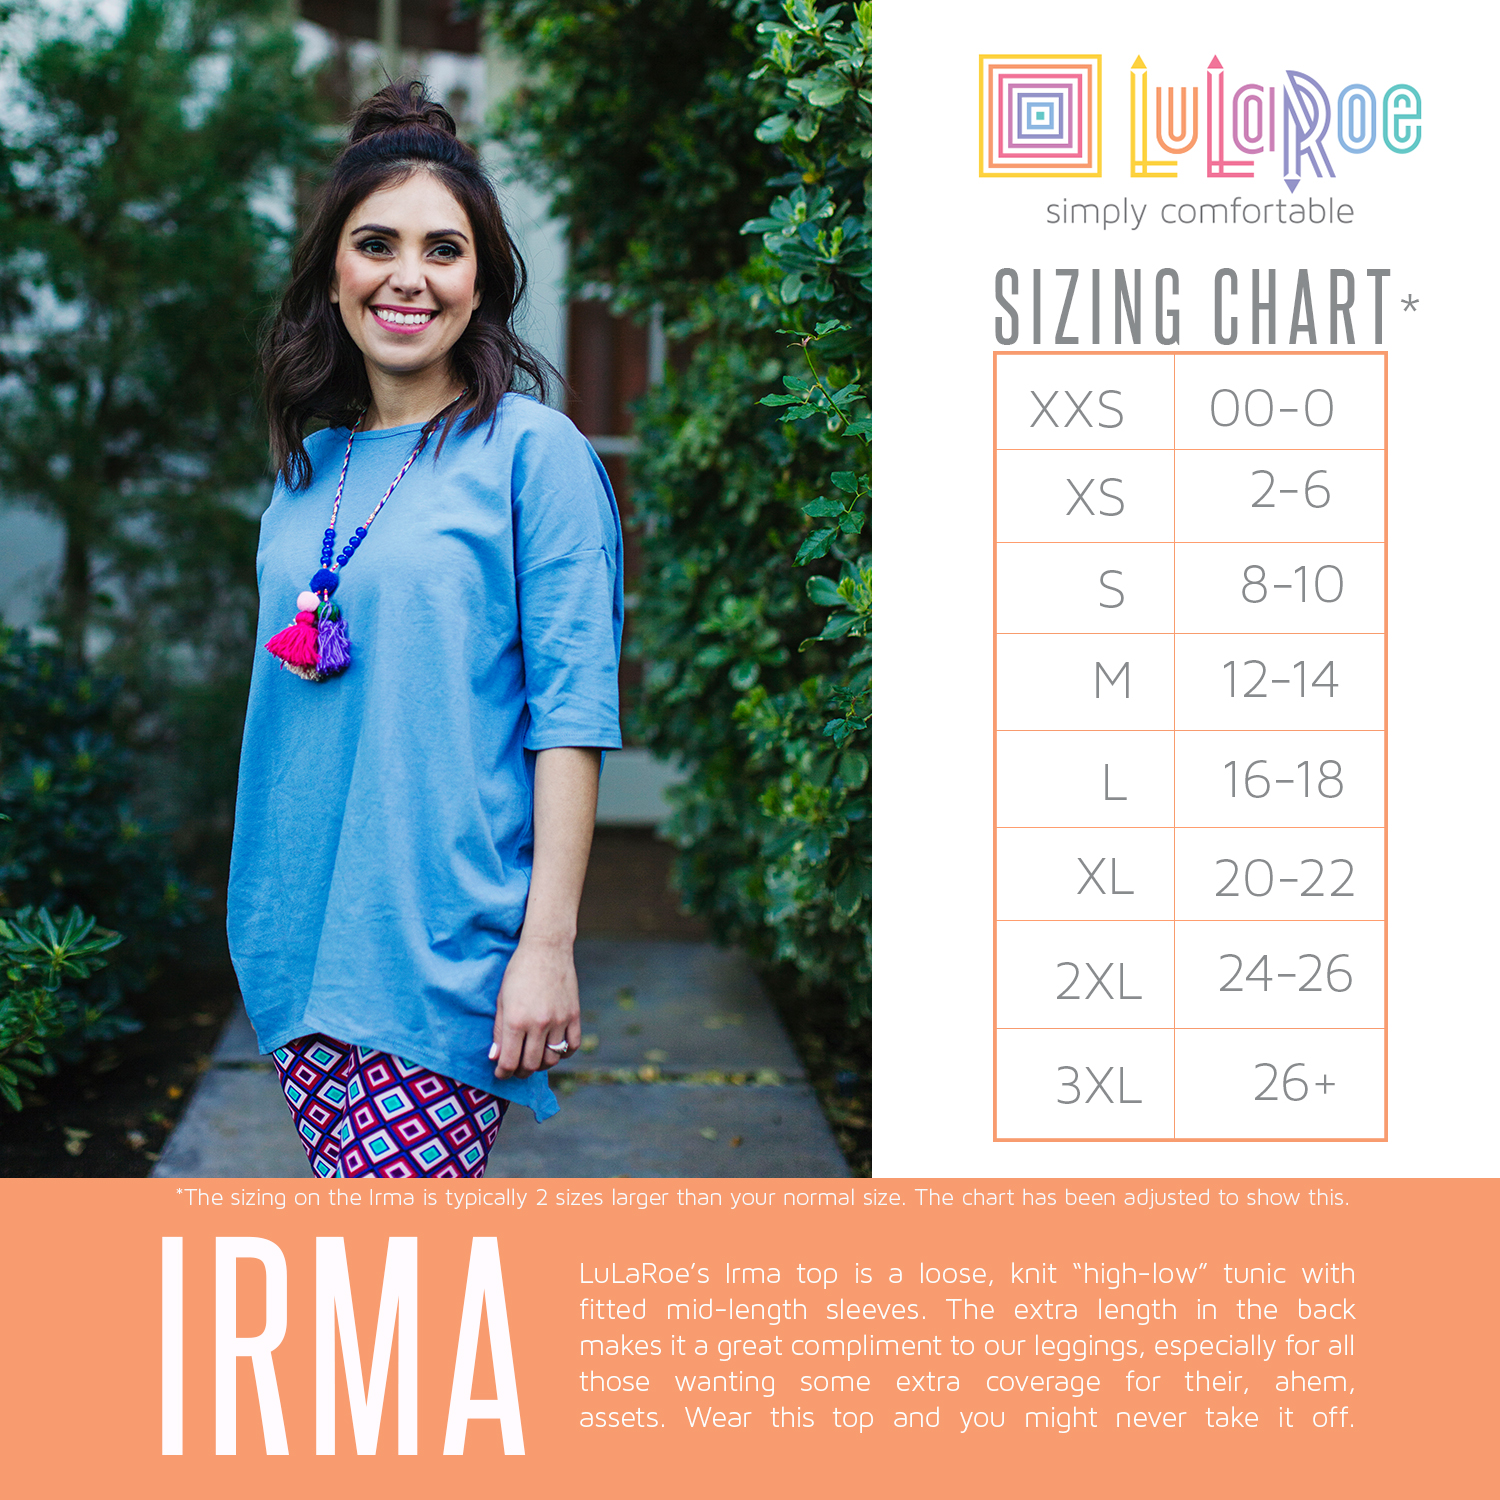 LuLaRoe
simply comfortable
SIZING CHART*
XXS 00-0
XS 2-6
S 8-10
M 12-14
L 16-18
XL 20-22
2XL 24-26
3XL 26+
*The sizing on the Irma is typically 2 sizes larger than your normal size. The chart has been adjusted to show this.
IRMA
LuLaRoe’s Irma top is a loose, knit “high-low” tunic with
fitted mid-length sleeves. The extra length in the back
makes it a great compliment to our leggings, especially for all
those wanting some extra coverage for their, ahem,
assets. Wear this top and you might never take it off.